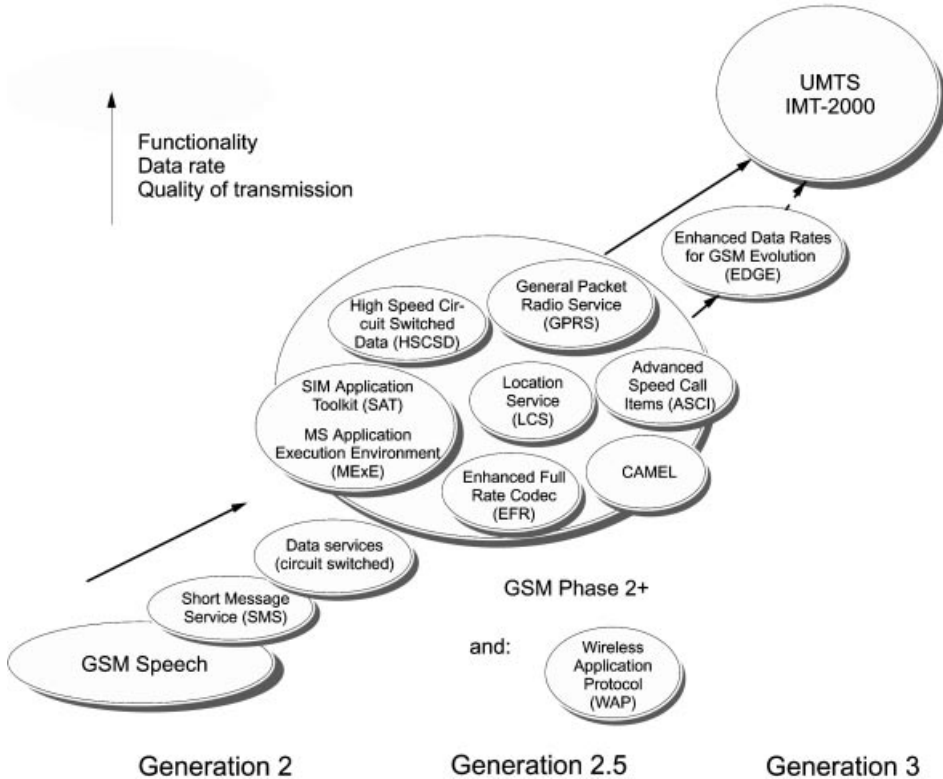 UMTS
IMT-2000
Functionality
Data rate
Quality of transmission
Enhanced Data Rates
for GSM Evolution
(EDGE)
General Packet
Radio Service
(GPRS)
High Speed Cir-
cuit Switched
Data (HSCSD)
Advanced
Speed Call
Items (ASCI)
Location
Service
(LCS)
SIM Application
Toolkit (SAT)
MS Application
Execution Environment
(MExE)
Enhanced Full
Rate Codec
(EFR)
CAMEL
Data services
(circuit switched)
Short Message
Service (SMS)
GSM Speech
GSM Phase 2+
and:
Wireless
Application
Protocol
(WAP)
Generation 2
Generation 2.5
Generation 3